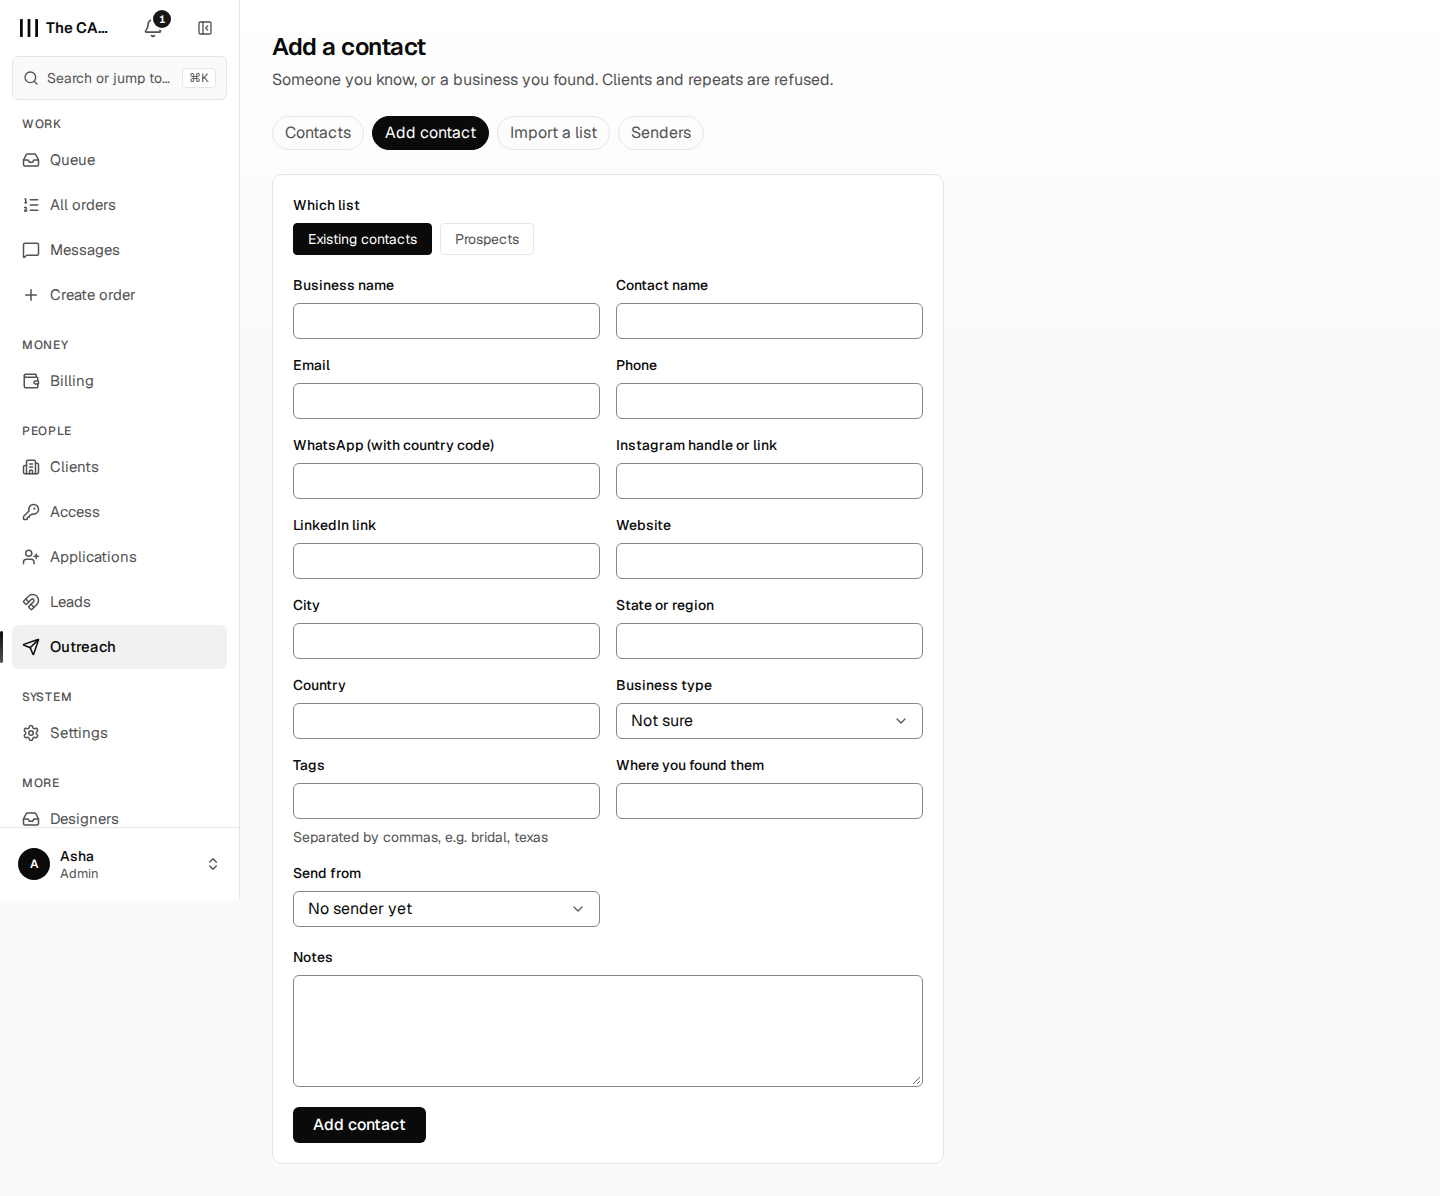 The CA...
1
Search or jump to...
⌘K
WORK
Queue
All orders
Messages
Create order
MONEY
Billing
PEOPLE
Clients
Access
Applications
Leads
Outreach
SYSTEM
Settings
MORE
Designers
A
Asha
Admin
Add a contact
Someone you know, or a business you found. Clients and repeats are refused.
Contacts
Add contact
Import a list
Senders
Which list
Existing contacts
Prospects
Business name
Contact name
Email
Phone
WhatsApp (with country code)
Instagram handle or link
LinkedIn link
Website
City
State or region
Country
Business type
Not sure
Tags
Where you found them
Separated by commas, e.g. bridal, texas
Send from
No sender yet
Notes
Add contact